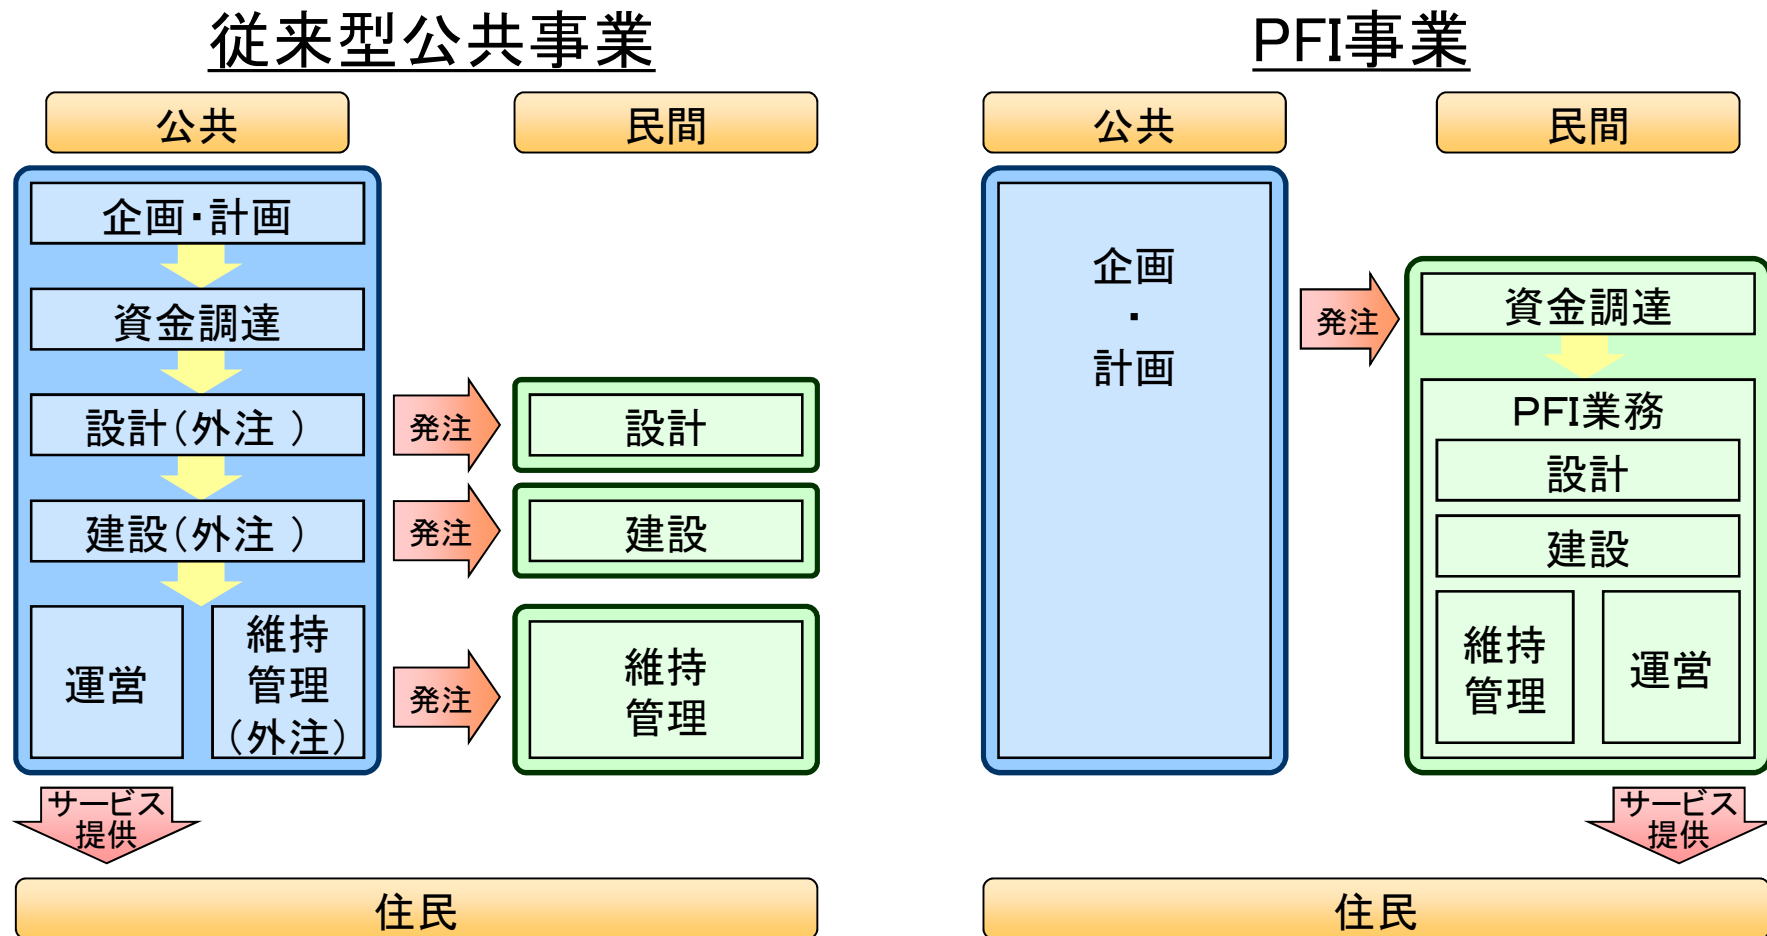 従来型公共事業
公共
民間
企画・計画
資金調達
設計(外注 )
発注
設計
建設(外注 )
発注
建設
運営
維持
管理
(外注)
発注
維持
管理
サービス
提供
住民
PFI事業
公共
民間
企画
・
計画
発注
資金調達
PFI業務
設計
建設
維持
管理
運営
サービス
提供
住民